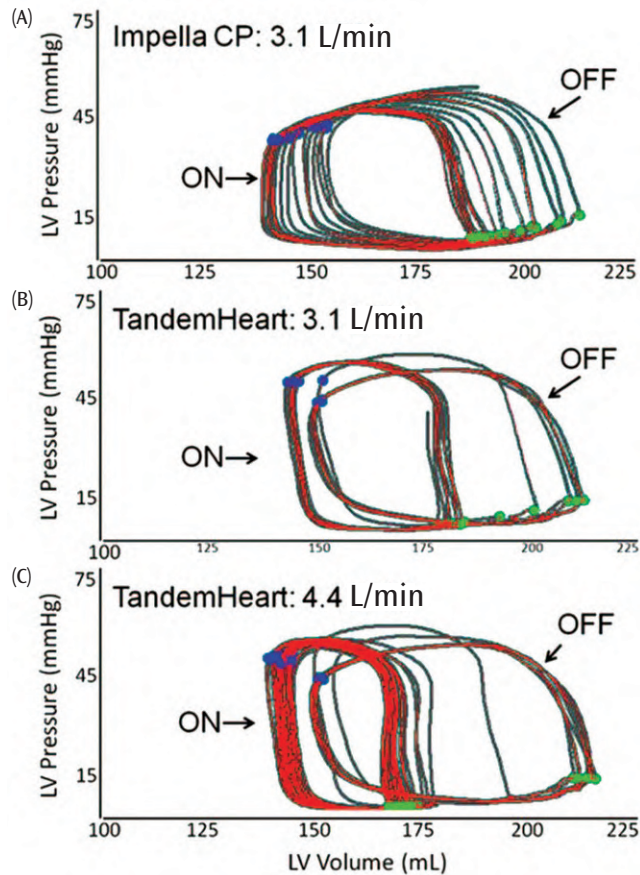 (A)
75
Impella CP: 3.1 L/min
OFF
45
ON
15
LV Pressure (mmHg)
100 125 150 175 200 225
(B)
75
TandemHeart: 3.1 L/min
OFF
45
ON
15
LV Pressure (mmHg)
100 125 150 175 200 225
(C)
75
TandemHeart: 4.4 L/min
OFF
45
ON
15
LV Pressure (mmHg)
100 125 150 175 200 225
LV Volume (mL)